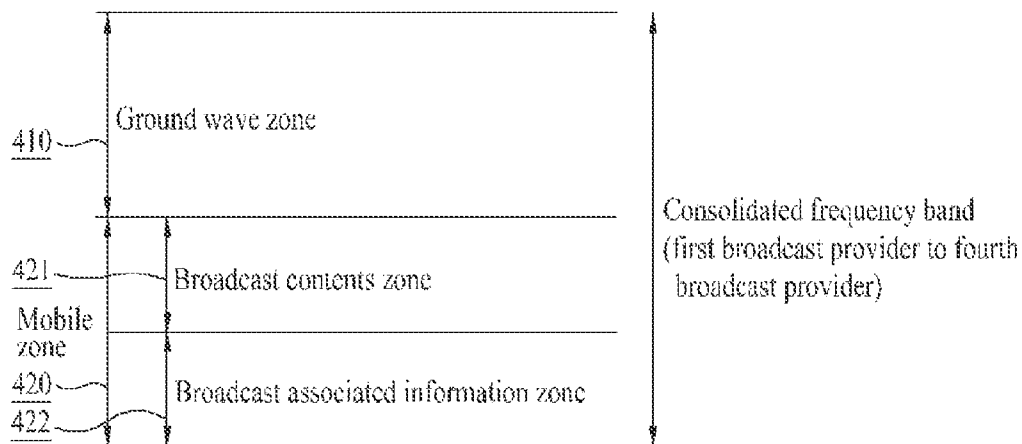 Ground wave zone
410
Consolidated frequency band
(first broadcast provider to fourth
broadcast provider)
421
Broadcast contents zone
Mobile
zone
420
Broadcast associated information zone
422